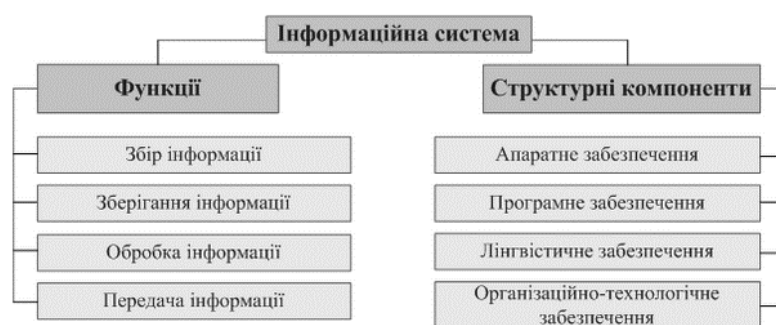 Інформаційна система
Функції
Збір інформації
Зберігання інформації
Обробка інформації
Передача інформації
Структурні компоненти
Апаратне забезпечення
Програмне забезпечення
Лінгвістичне забезпечення
Організаційно-технологічне
забезпечення